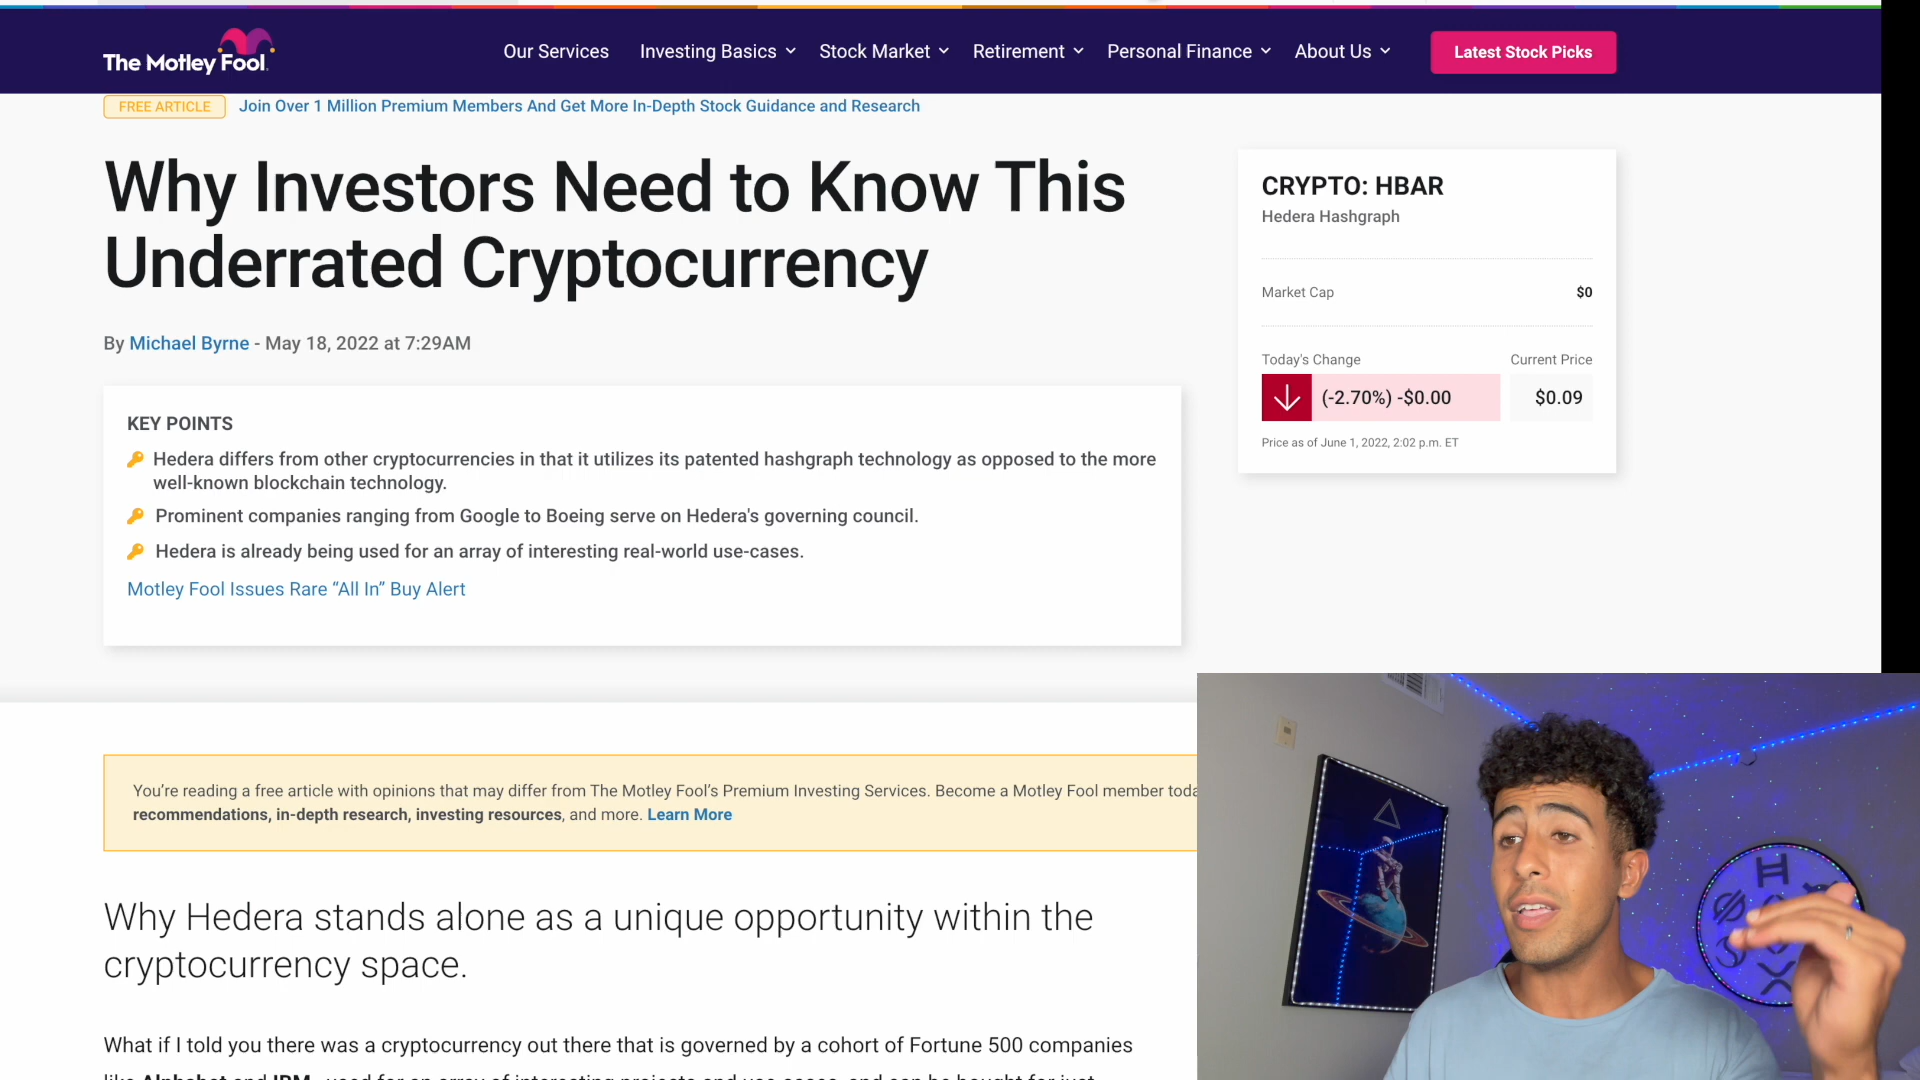 The Motley Fool.
Our Services
Investing Basics
Stock Market
Retirement
Personal Finance
About Us
Latest Stock Picks
FREE ARTICLE
Join Over 1 Million Premium Members And Get More In-Depth Stock Guidance and Research
Why Investors Need to Know This
Underrated Cryptocurrency
By Michael Byrne - May 18, 2022 at 7:29AM
KEY POINTS
Hedera differs from other cryptocurrencies in that it utilizes its patented hashgraph technology as opposed to the more
well-known blockchain technology.
Prominent companies ranging from Google to Boeing serve on Hedera's governing council.
Hedera is already being used for an array of interesting real-world use-cases.
Motley Fool Issues Rare “All In” Buy Alert
CRYPTO: HBAR
Hedera Hashgraph
Market Cap
$0
Today's Change
Current Price
(-2.70%) -$0.00
$0.09
Price as of June 1, 2022, 2:02 p.m. ET
You’re reading a free article with opinions that may differ from The Motley Fool’s Premium Investing Services. Become a Motley Fool member
recommendations, in-depth research, investing resources, and more. Learn More
Why Hedera stands alone as a unique opportunity within the
cryptocurrency space.
What if I told you there was a cryptocurrency out there that is governed by a cohort of Fortune 500 companies